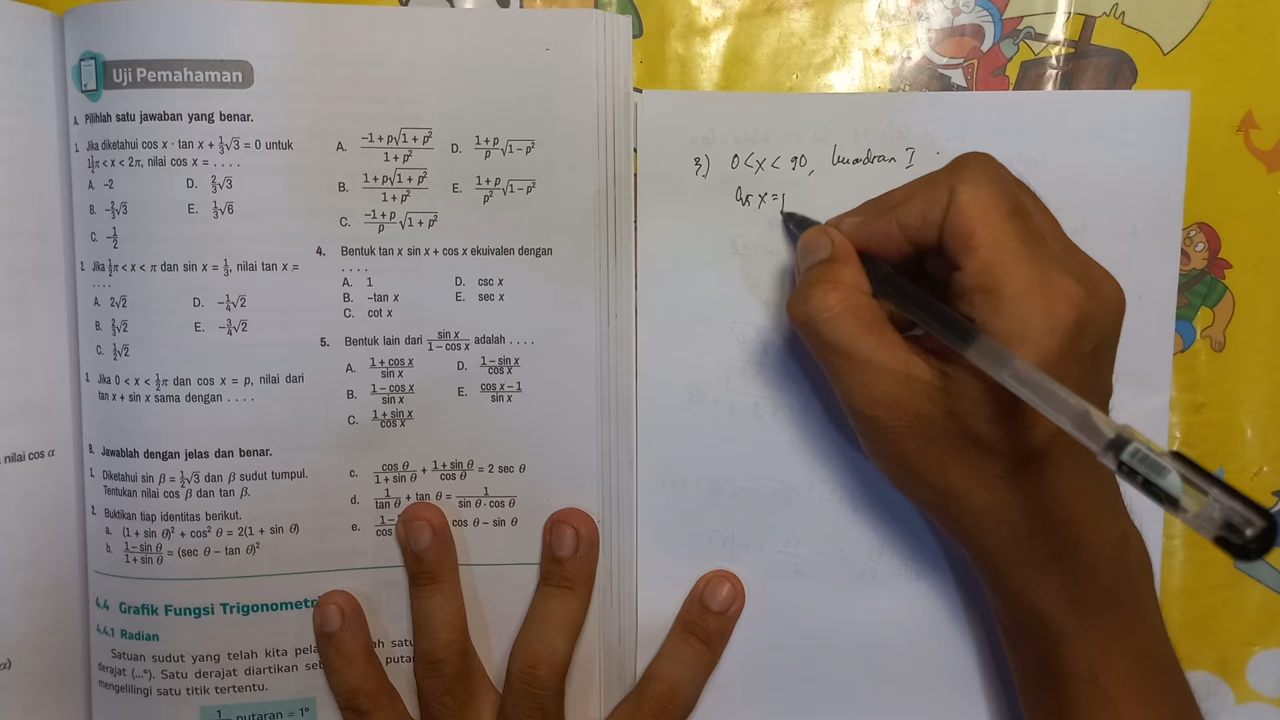 Uji Pemahaman
A. Pilihlah satu jawaban yang benar.
1. Jika diketahui cos x · tan x + 1/3√3 = 0 untuk
1 1/2π < x < 2π, nilai cos x = . . . .
A. -2
D. 2/3√3
B. -2/3√3
E. 1/3√6
C. -1/2
2. Jika 1/2π < x < π dan sin x = 1/3, nilai tan x =
. . . .
A. 2√2
D. -1/4√2
B. 2/3√2
E. -3/4√2
C. 1/2√2
3. Jika 0 < x < 1/2π dan cos x = p, nilai dari
tan x + sin x sama dengan . . . .
A. (-1 + p√(1 + p²))/(1 + p²)
D. (1 + p)/p √(1 - p²)
B. (1 + p√(1 + p²))/(1 + p²)
E. (1 + p)/p² √(1 - p²)
C. (-1 + p)/p √(1 + p²)
4. Bentuk tan x sin x + cos x ekuivalen dengan
. . . .
A. 1
D. csc x
B. -tan x
E. sec x
C. cot x
5. Bentuk lain dari sin x/(1 - cos x) adalah . . . .
A. (1 + cos x)/sin x
D. (1 - sin x)/cos x
B. (1 - cos x)/sin x
E. (cos x - 1)/sin x
C. (1 + sin x)/cos x
B. Jawablah dengan jelas dan benar.
1. Diketahui sin β = 1/2√3 dan β sudut tumpul.
Tentukan nilai cos β dan tan β.
2. Buktikan tiap identitas berikut.
a. (1 + sin θ)² + cos² θ = 2(1 + sin θ)
b. (1 - sin θ)/(1 + sin θ) = (sec θ - tan θ)²
c. cos θ/(1 + sin θ) + (1 + sin θ)/cos θ = 2 sec θ
d. 1/tan θ + tan θ = 1/(sin θ · cos θ)
e. 1 -
cos
cos θ - sin θ
4.4 Grafik Fungsi Trigonometri
4.4.1 Radian
Satuan sudut yang telah kita satu
derajat (...°). Satu derajat diartikan
mengelilingi satu titik tertentu.
putaran = 1°
nilai cos α
3.) 0 < x < 90, kuadran I
cos x =